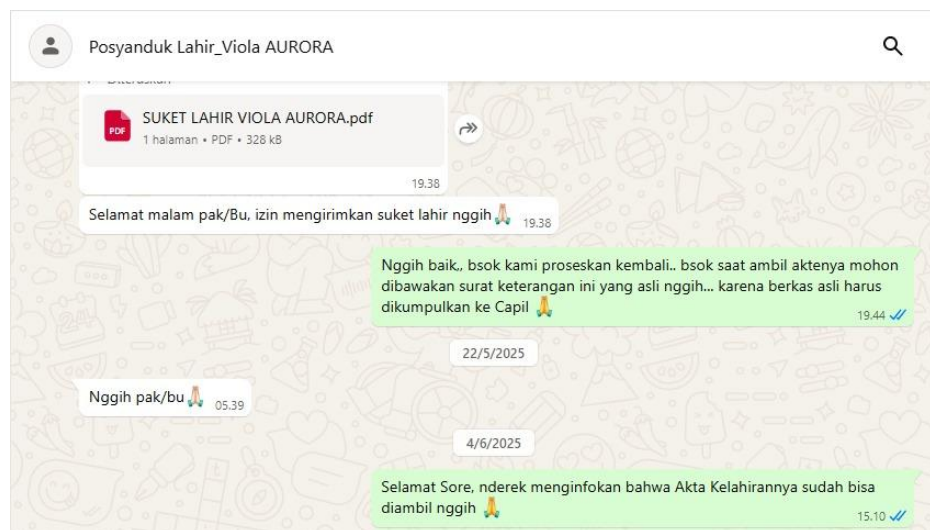 Posyanduk Lahir_Viola AURORA
SUKET LAHIR VIOLA AURORA.pdf
PDF
1 halaman • PDF • 328 kB
19.38
Selamat malam pak/Bu, izin mengirimkan suket lahir nggih🙏🏻
19.38
Nggih baik,, bsok kami proseskan kembali.. bsok saat ambil aktenya mohon
dibawakan surat keterangan ini yang asli nggih... karena berkas asli harus
dikumpulkan ke Capil 🙏
19.44
22/5/2025
Nggih pak/bu🙏🏻
05.39
4/6/2025
Selamat Sore, nderek menginfokan bahwa Akta Kelahirannya sudah bisa
diambil nggih 🙏
15.10